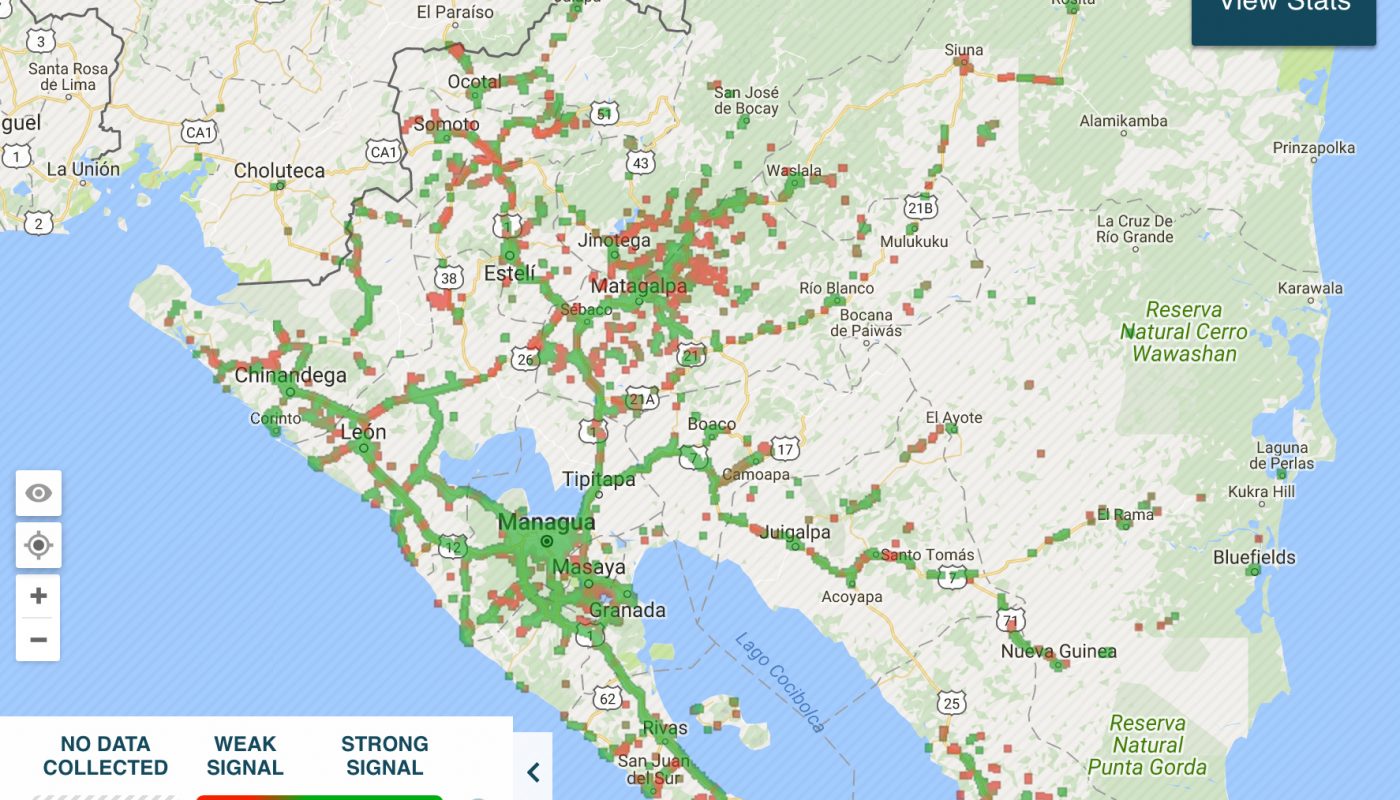 El Paraíso
Jalapa
Rosita
View Stats
3
Santa Rosa
de Lima
Siuna
Ocotal
San José
de Bocay
51
guel
CA1
Somoto
Alamikamba
1
La Unión
CA1
43
Prinzapolka
Choluteca
Waslala
2
21B
La Cruz De
Río Grande
1
Jinotega
Mulukuku
Estelí
38
Matagalpa
Río Blanco
Karawala
Sébaco
Bocana
de Paiwás
Reserva
Natural Cerro
Wawashan
26
21
Chinandega
21A
Corinto
León
1
Boaco
El Ayote
7
17
Laguna
de Perlas
Tipitapa
Camoapa
Kukra Hill
Managua
El Rama
Juigalpa
12
Santo Tomás
Bluefields
Masaya
7
Acoyapa
Granada
71
1
Nueva Guinea
Lago Cocibolca
62
25
Rivas
Reserva
Natural
Punta Gorda
San Juan
del Sur
NO DATA
COLLECTED
WEAK
SIGNAL
STRONG
SIGNAL